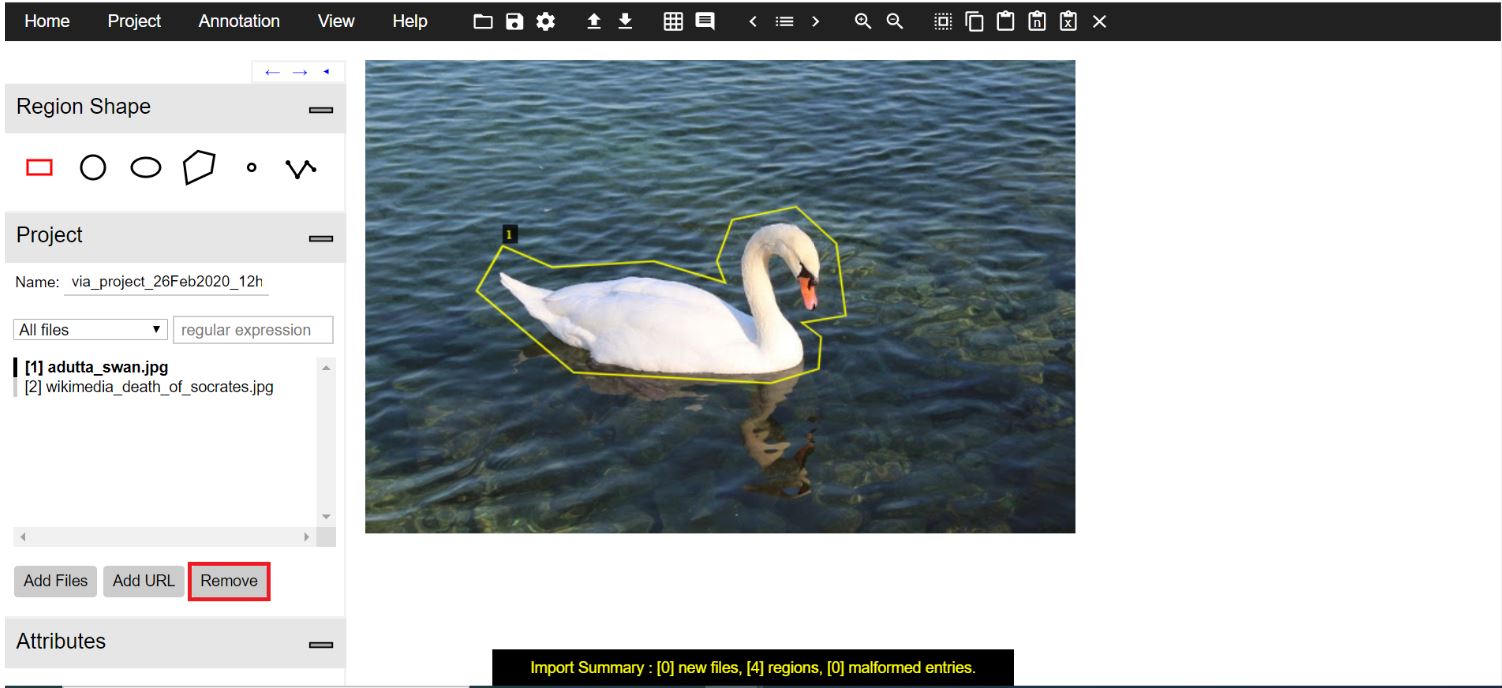 Home Project Annotation View Help
Region Shape
Project
Name: via_project_26Feb2020_12h
All files regular expression
[1] adutta_swan.jpg
[2] wikimedia_death_of_socrates.jpg
Add Files Add URL Remove
Attributes
1
Import Summary : [0] new files, [4] regions, [0] malformed entries.